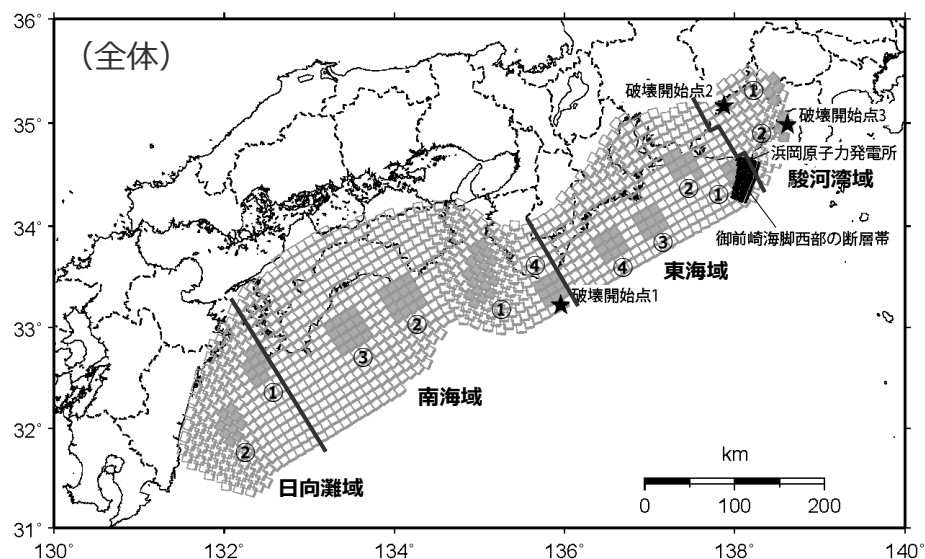 36°
(全体)
破壊開始点2
①
破壊開始点3
35°
②
浜岡原子力発電所
駿河湾域
②
①
34°
御前崎海脚西部の断層帯
③
④
④
東海域
破壊開始点1
33°
①
②
③
南海域
①
32°
②
km
日向灘域
0
100
200
31°
130°
132°
134°
136°
138°
140°